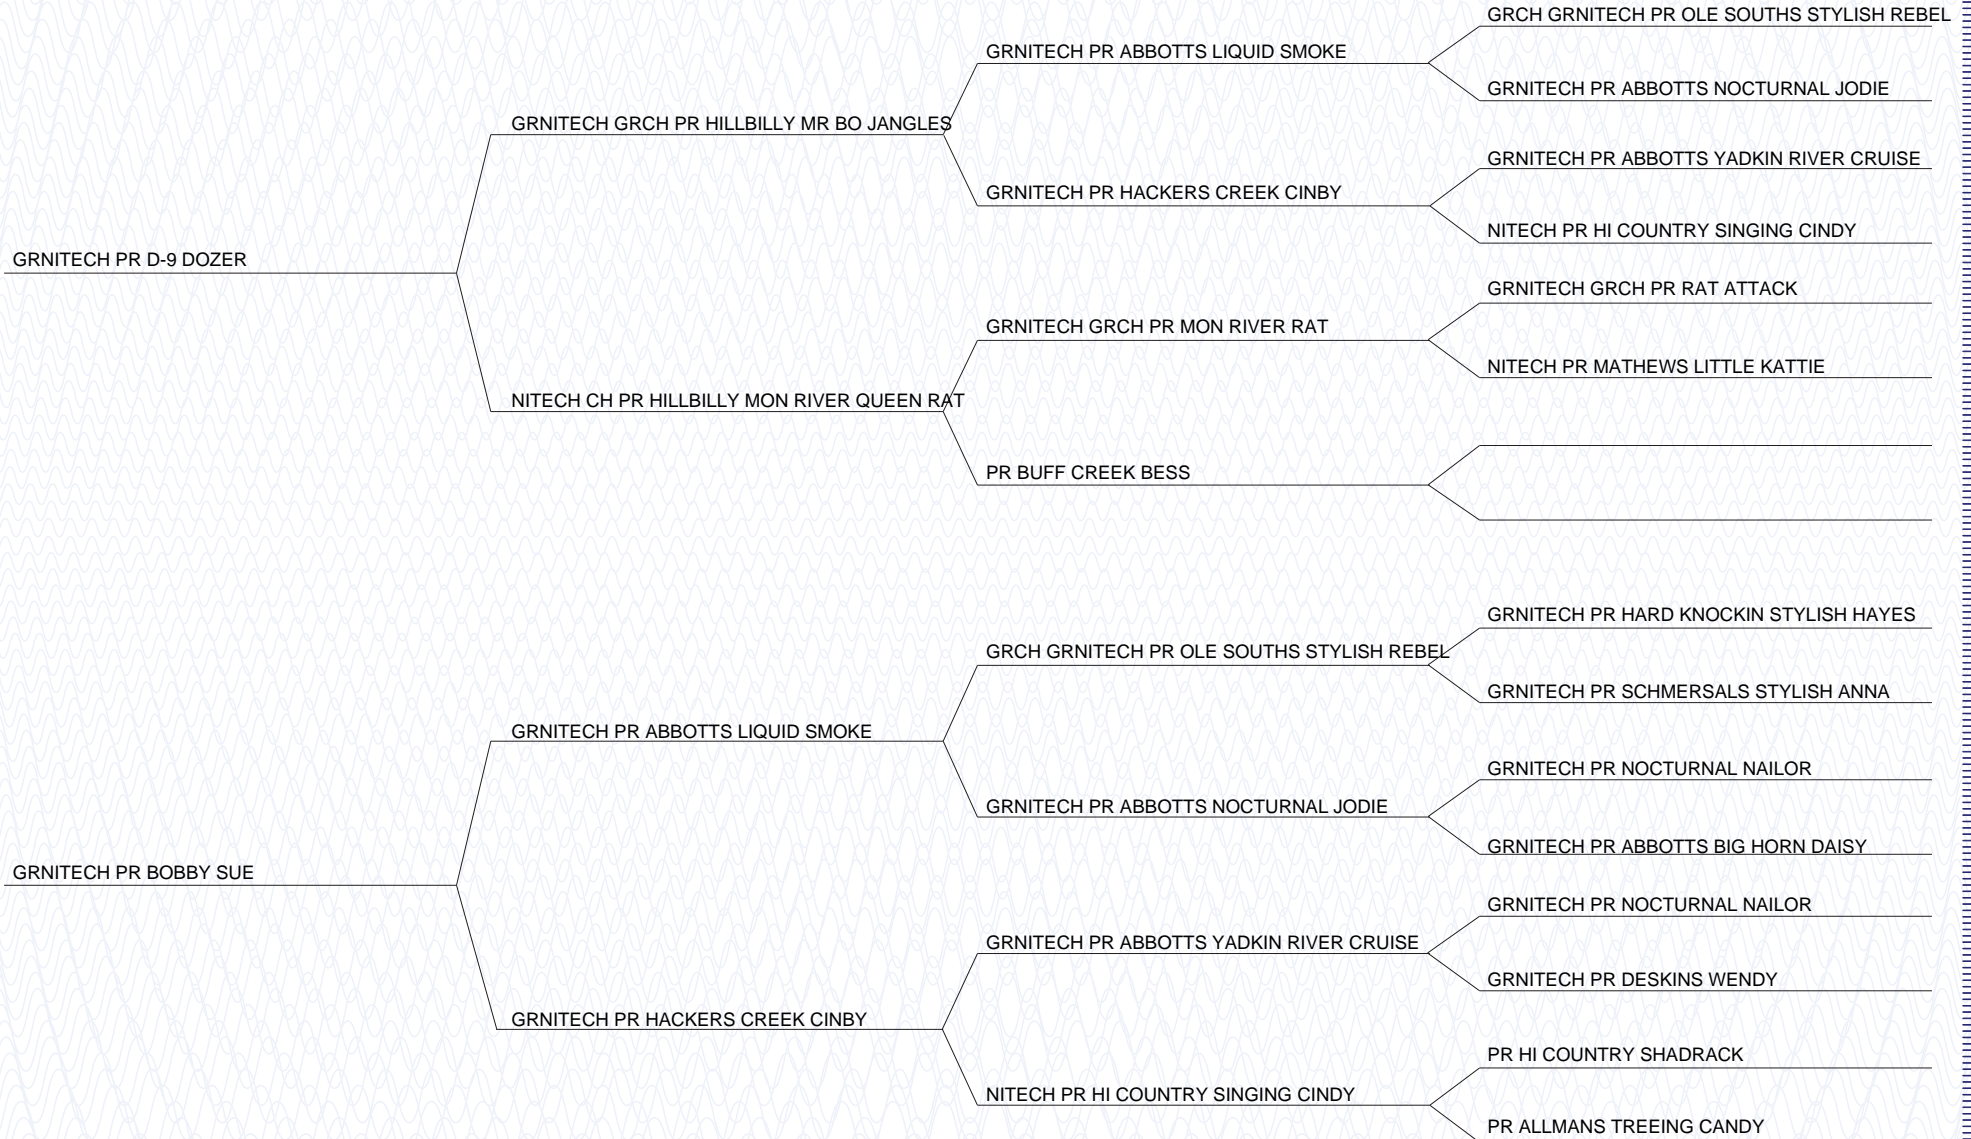 GRCH GRNITECH PR OLE SOUTHS STYLISH REBEL
GRNITECH PR ABBOTTS LIQUID SMOKE
GRNITECH PR ABBOTTS NOCTURNAL JODIE
GRNITECH GRCH PR HILLBILLY MR BO JANGLES
GRNITECH PR ABBOTTS YADKIN RIVER CRUISE
GRNITECH PR HACKERS CREEK CINBY
NITECH PR HI COUNTRY SINGING CINDY
GRNITECH PR D-9 DOZER
GRNITECH GRCH PR RAT ATTACK
GRNITECH GRCH PR MON RIVER RAT
NITECH PR MATHEWS LITTLE KATTIE
NITECH CH PR HILLBILLY MON RIVER QUEEN RAT
PR BUFF CREEK BESS
GRNITECH PR HARD KNOCKIN STYLISH HAYES
GRCH GRNITECH PR OLE SOUTHS STYLISH REBEL
GRNITECH PR SCHMERSALS STYLISH ANNA
GRNITECH PR ABBOTTS LIQUID SMOKE
GRNITECH PR NOCTURNAL NAILOR
GRNITECH PR ABBOTTS NOCTURNAL JODIE
GRNITECH PR ABBOTTS BIG HORN DAISY
GRNITECH PR BOBBY SUE
GRNITECH PR NOCTURNAL NAILOR
GRNITECH PR ABBOTTS YADKIN RIVER CRUISE
GRNITECH PR DESKINS WENDY
GRNITECH PR HACKERS CREEK CINBY
PR HI COUNTRY SHADRACK
NITECH PR HI COUNTRY SINGING CINDY
PR ALLMANS TREEING CANDY